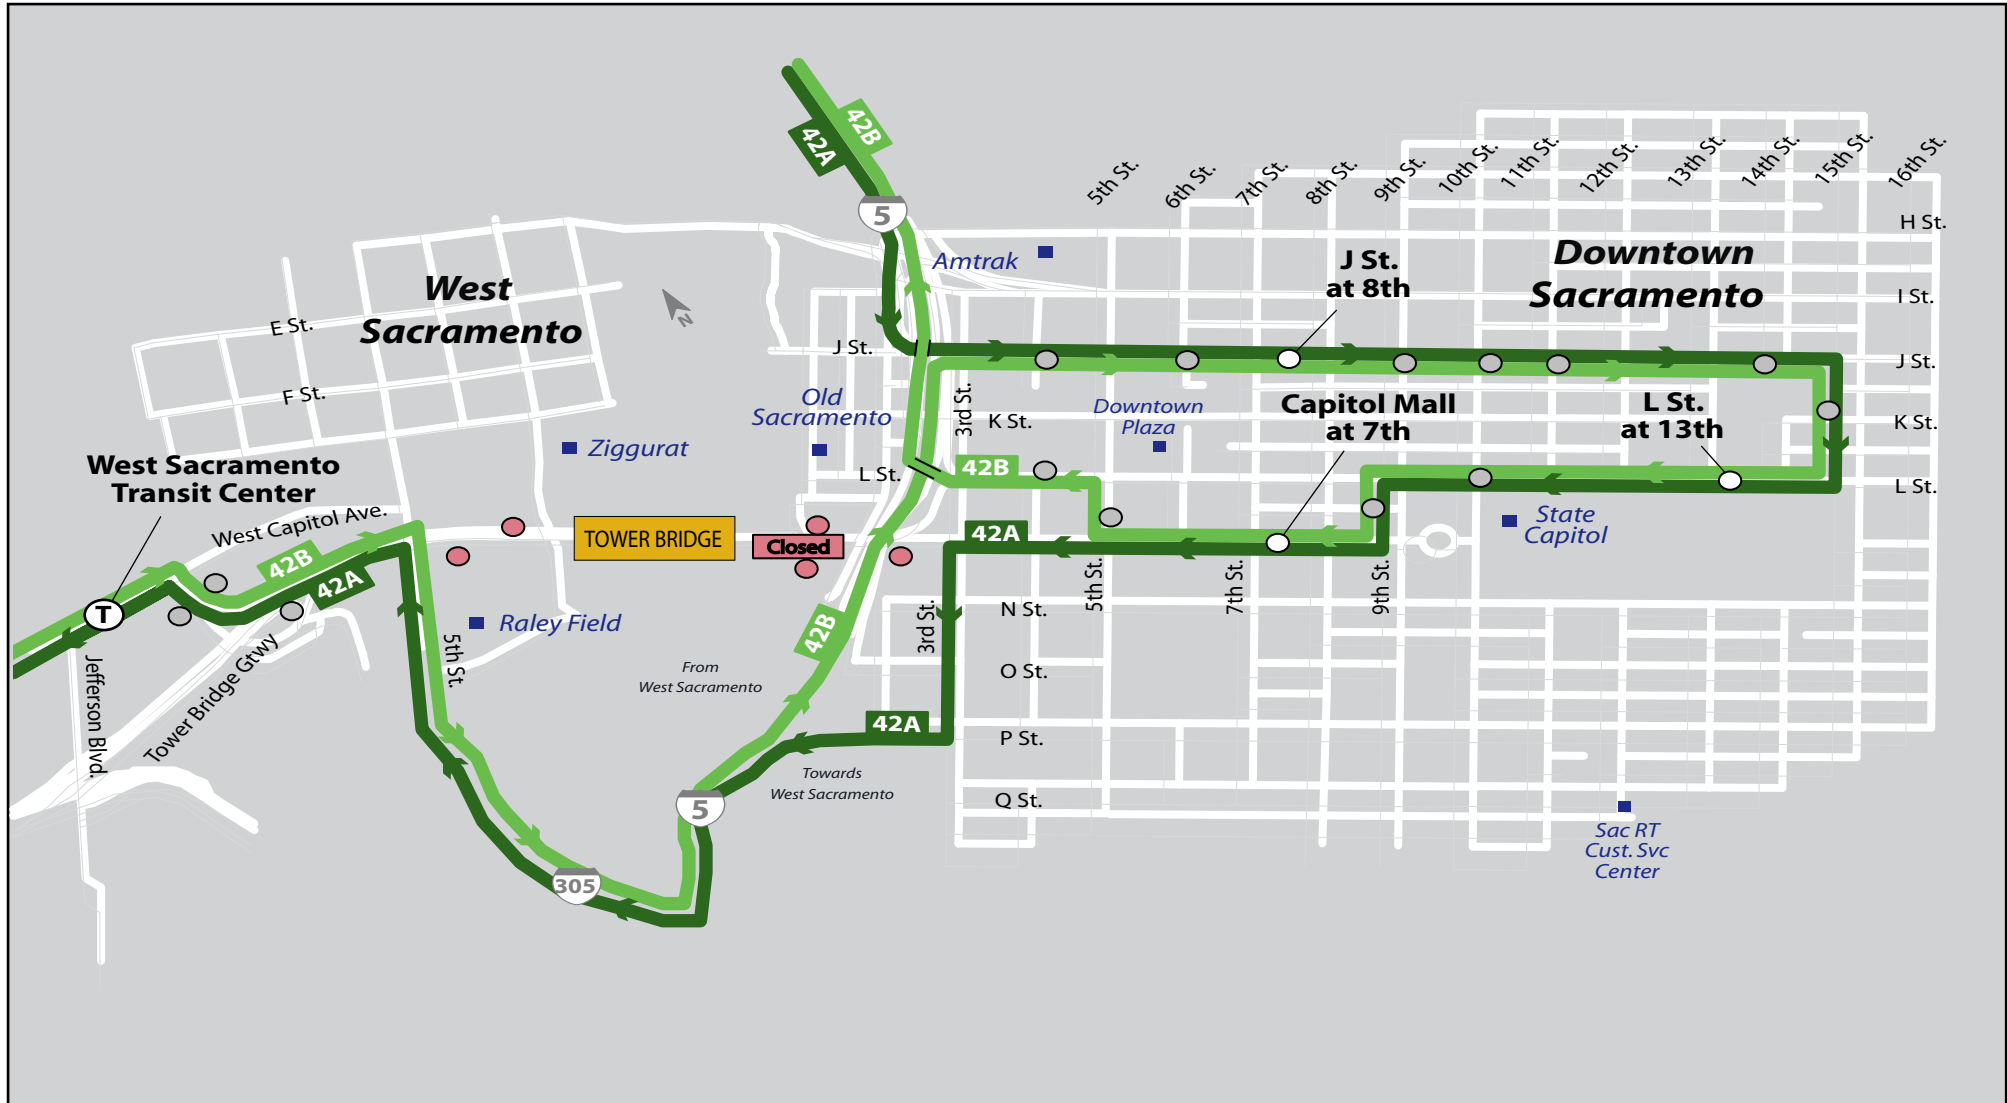 42B
42A
5
5th St.
6th St.
7th St.
8th St.
9th St.
10th St.
11th St.
12th St.
13th St.
14th St.
15th St.
16th St.
H St.
I St.
J St.
K St.
L St.
Amtrak
J St.
at 8th
Downtown
Sacramento
West
Sacramento
N
E St.
F St.
J St.
Old
Sacramento
3rd St.
K St.
Downtown
Plaza
Capitol Mall
at 7th
L St.
at 13th
Ziggurat
L St.
42B
West Sacramento
Transit Center
West Capitol Ave.
TOWER BRIDGE
Closed
42A
State
Capitol
42B
42A
T
Raley Field
5th St.
Jefferson Blvd.
Tower Bridge Gtwy
42B
3rd St.
5th St.
7th St.
9th St.
N St.
O St.
P St.
Q St.
From
West Sacramento
42A
Towards
West Sacramento
5
305
Sac RT
Cust. Svc
Center